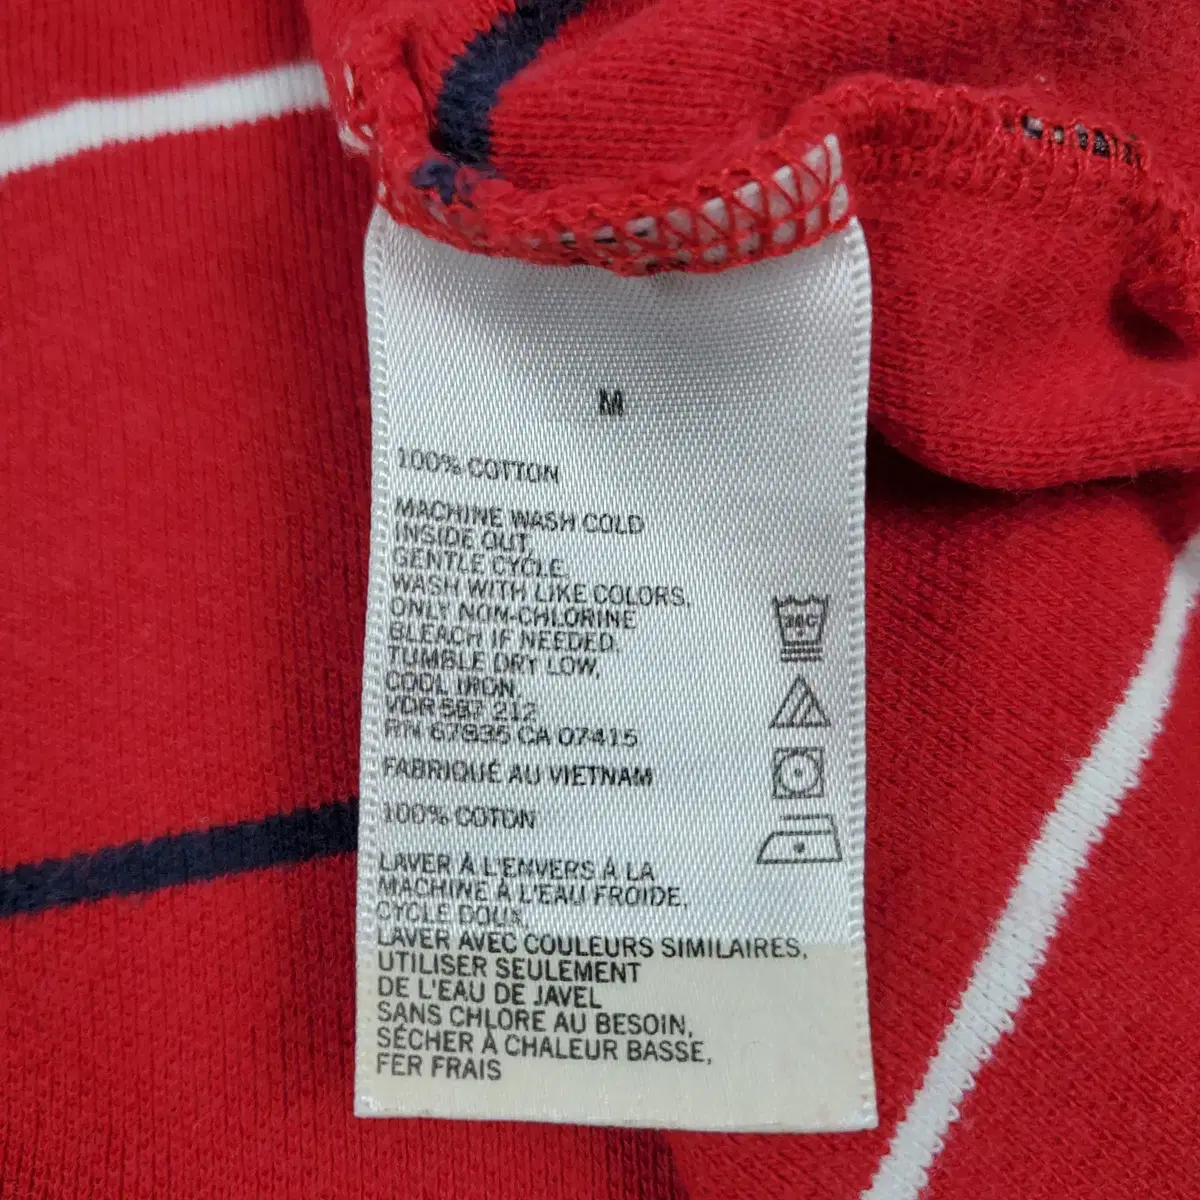 M
100% COTTON
MACHINE WASH COLD
INSIDE OUT,
GENTLE CYCLE.
WASH WITH LIKE COLORS,
ONLY NON-CHLORINE
BLEACH IF NEEDED.
TUMBLE DRY LOW,
COOL IRON.
VDR 587 212
RN 67835 CA 07415
FABRIQUÉ AU VIETNAM
100% COTON
LAVER À L'ENVERS À LA
MACHINE À L'EAU FROIDE.
CYCLE DOUX
LAVER AVEC COULEURS SIMILAIRES,
UTILISER SEULEMENT
DE L'EAU DE JAVEL
SANS CHLORE AU BESOIN,
SÉCHER À CHALEUR BASSE,
FER FRAIS